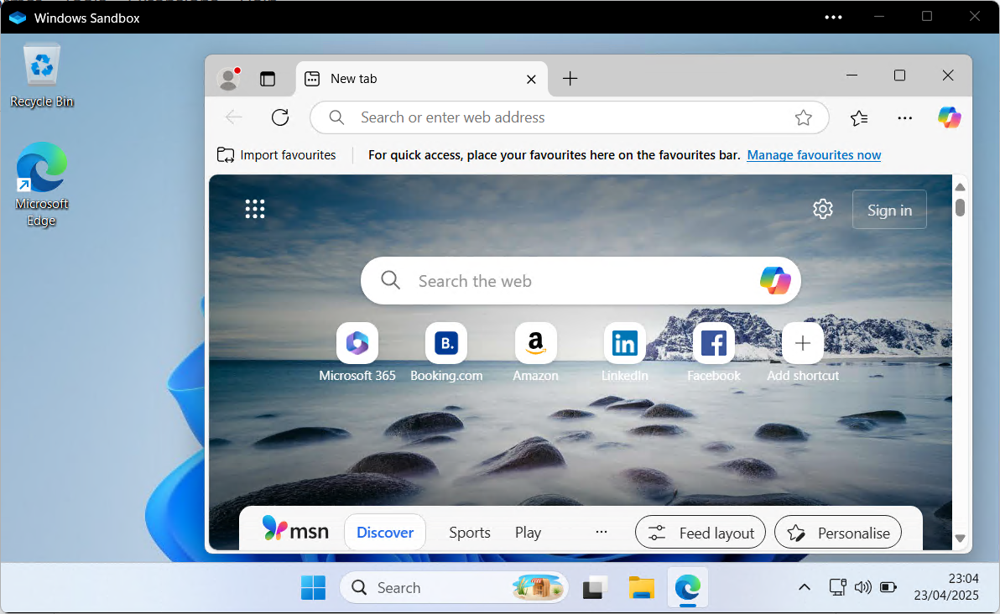 Windows Sandbox
Recycle Bin
Microsoft
Edge
New tab
Search or enter web address
Import favourites
For quick access, place your favourites here on the favourites bar.
Manage favourites now
Sign in
Search the web
B.
a
in
f
Microsoft 365
Booking.com
Amazon
LinkedIn
Facebook
Add shortcut
msn
Discover
Sports
Play
Feed layout
Personalise
Search
23:04
23/04/2025